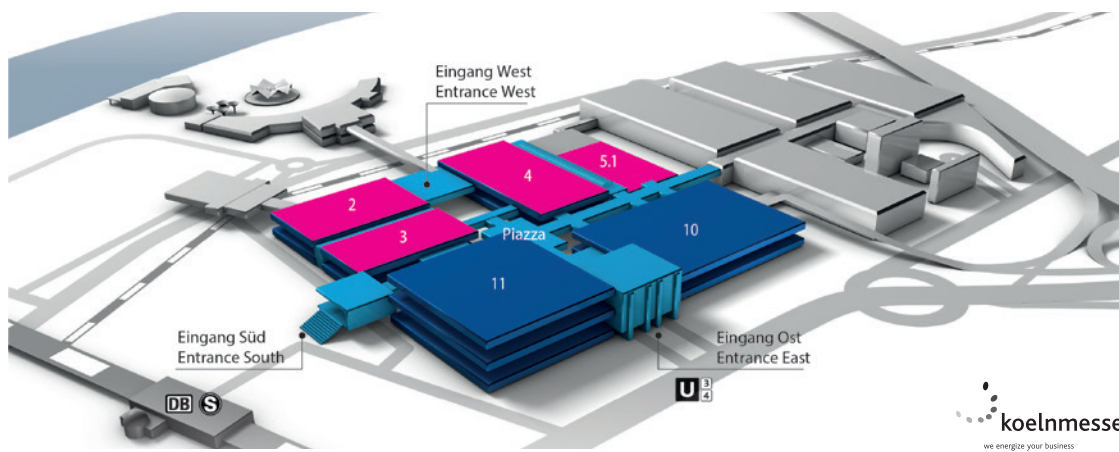 Eingang West
Entrance West
5.1
4
2
3
Piazza
10
11
Eingang Süd
Entrance South
Eingang Ost
Entrance East
U 3
4
DB S
koelnmesse
we energize your business